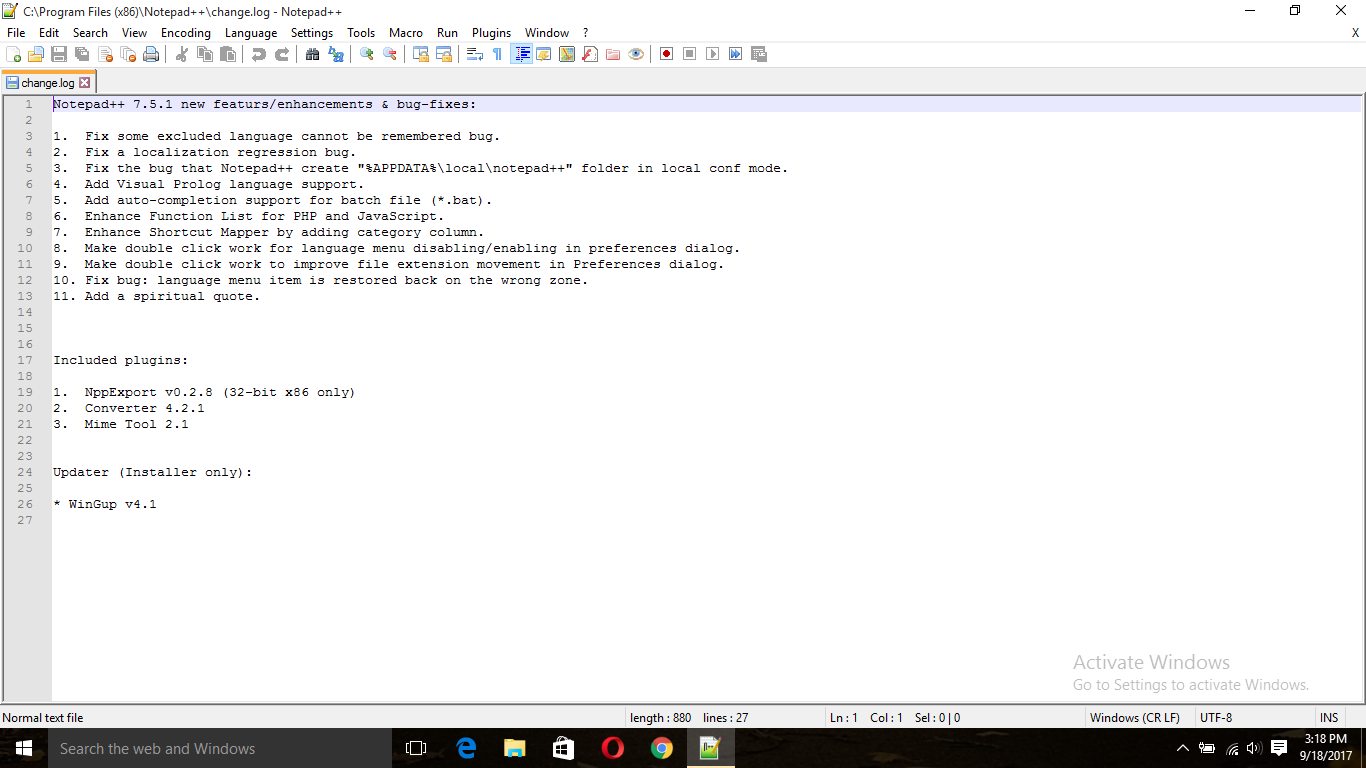 C:\Program Files (x86)\Notepad++\change.log - Notepad++
File Edit Search View Encoding Language Settings Tools Macro Run Plugins Window ? X
change.log
1 Notepad++ 7.5.1 new featurs/enhancements & bug-fixes:
2
3 1. Fix some excluded language cannot be remembered bug.
4 2. Fix a localization regression bug.
5 3. Fix the bug that Notepad++ create "%APPDATA%\local\notepad++" folder in local conf mode.
6 4. Add Visual Prolog language support.
7 5. Add auto-completion support for batch file (*.bat).
8 6. Enhance Function List for PHP and JavaScript.
9 7. Enhance Shortcut Mapper by adding category column.
10 8. Make double click work for language menu disabling/enabling in preferences dialog.
11 9. Make double click work to improve file extension movement in Preferences dialog.
12 10. Fix bug: language menu item is restored back on the wrong zone.
13 11. Add a spiritual quote.
14
15
16
17 Included plugins:
18
19 1. NppExport v0.2.8 (32-bit x86 only)
20 2. Converter 4.2.1
21 3. Mime Tool 2.1
22
23
24 Updater (Installer only):
25
26 * WinGup v4.1
27
Activate Windows
Go to Settings to activate Windows.
Normal text file length : 880 lines : 27 Ln : 1 Col : 1 Sel : 0 | 0 Windows (CR LF) UTF-8 INS
Search the web and Windows
3:18 PM
9/18/2017